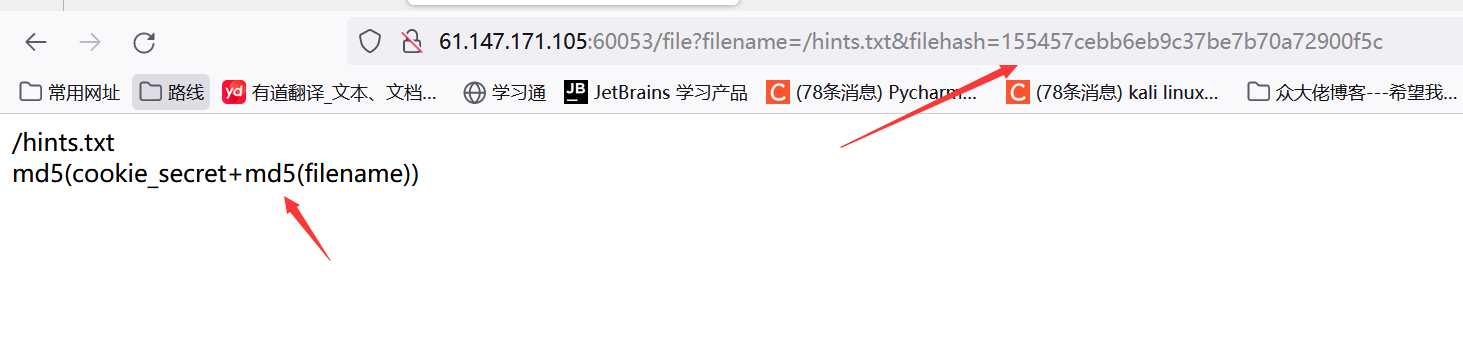 61.147.171.105:60053/file?filename=/hints.txt&filehash=155457cebb6eb9c37be7b70a72900f5c
常用网址 路线 yd 有道翻译_文本、文档... 学习通 JB JetBrains 学习产品 C (78条消息) Pycharm... C (78条消息) kali linux... 众大佬博客---希望我...
/hints.txt
md5(cookie_secret+md5(filename))